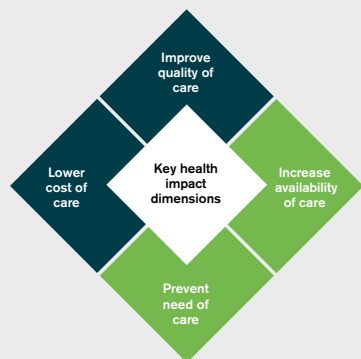 Improve
quality of
care
Lower
cost of
care
Key health
impact
dimensions
Increase
availability
of care
Prevent
need of
care